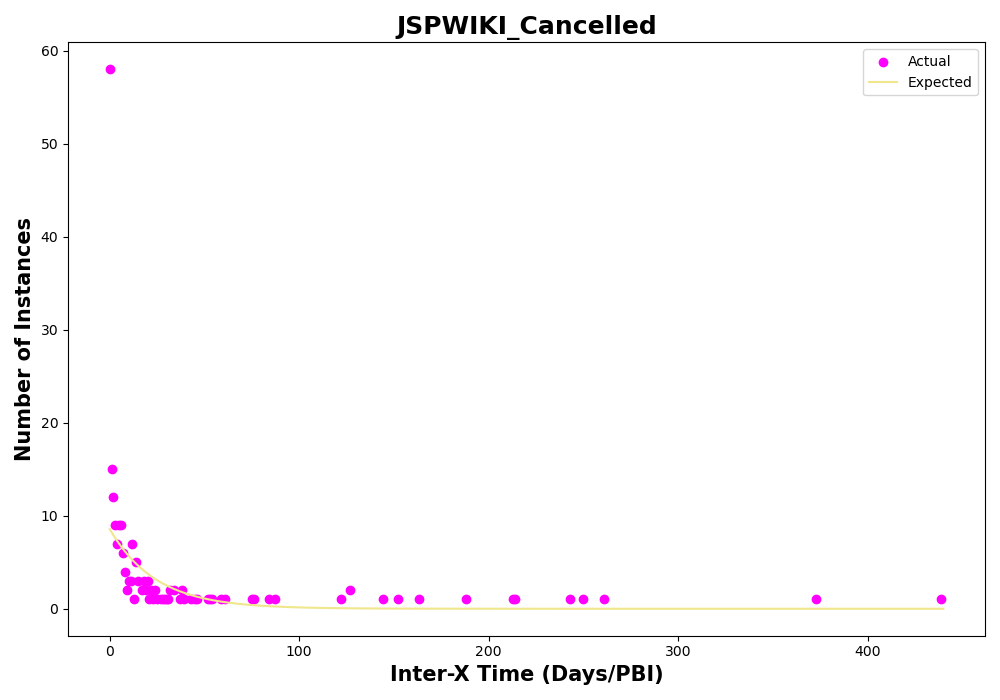 JSPWIKI_Cancelled
Actual
Expected
60
50
40
30
20
10
0
Number of Instances
0 100 200 300 400
Inter-X Time (Days/PBI)